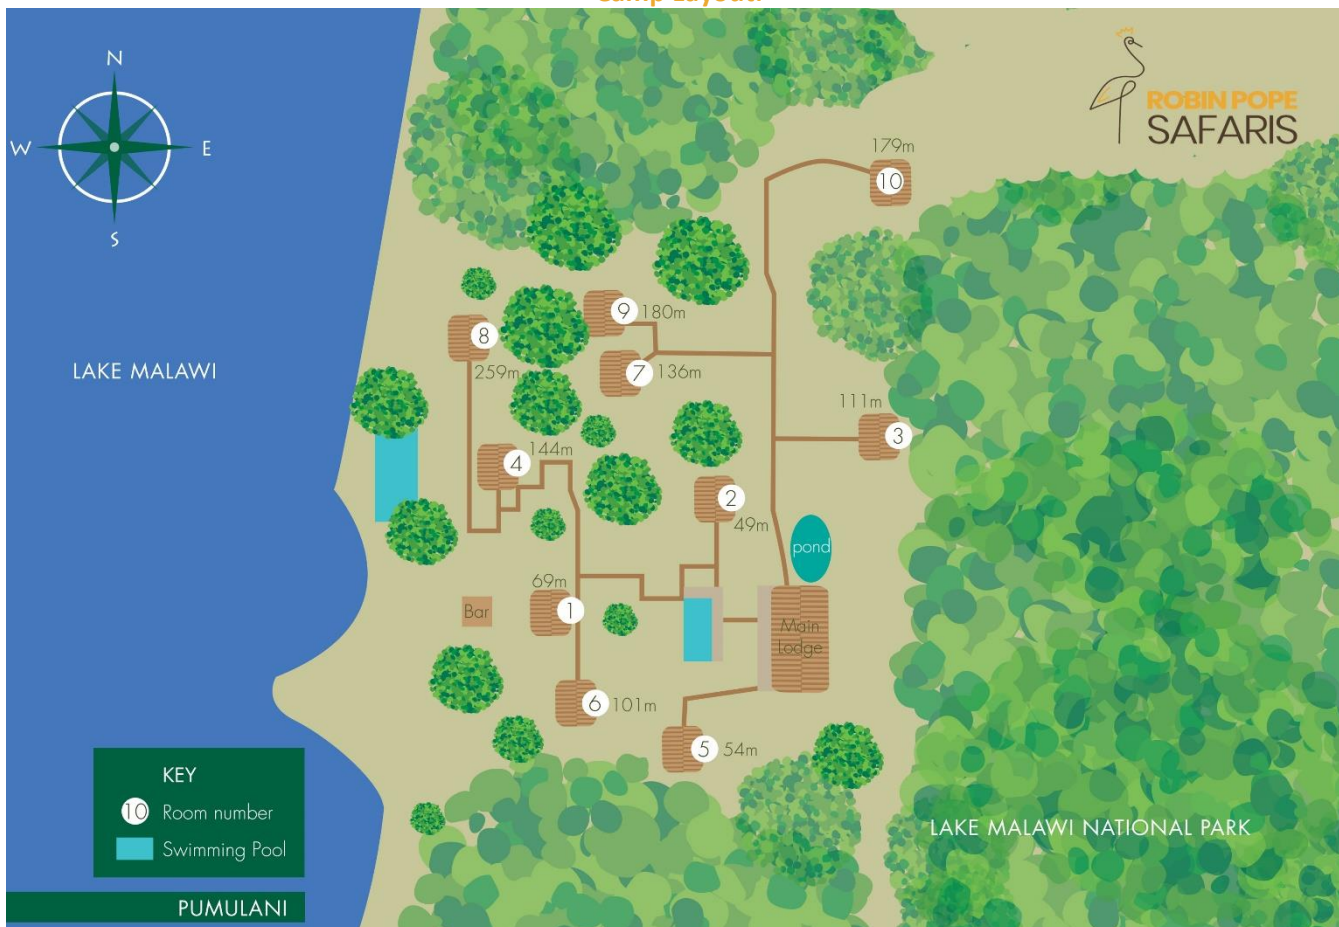 Camp Layout:
N
W
E
S
ROBIN POPE
SAFARIS
179m
10
9
180m
8
259m
7
136m
LAKE MALAWI
111m
3
4
144m
2
49m
pond
69m
1
Bar
Main
Lodge
6
101m
5
54m
KEY
10
Room number
Swimming Pool
PUMULANI
LAKE MALAWI NATIONAL PARK